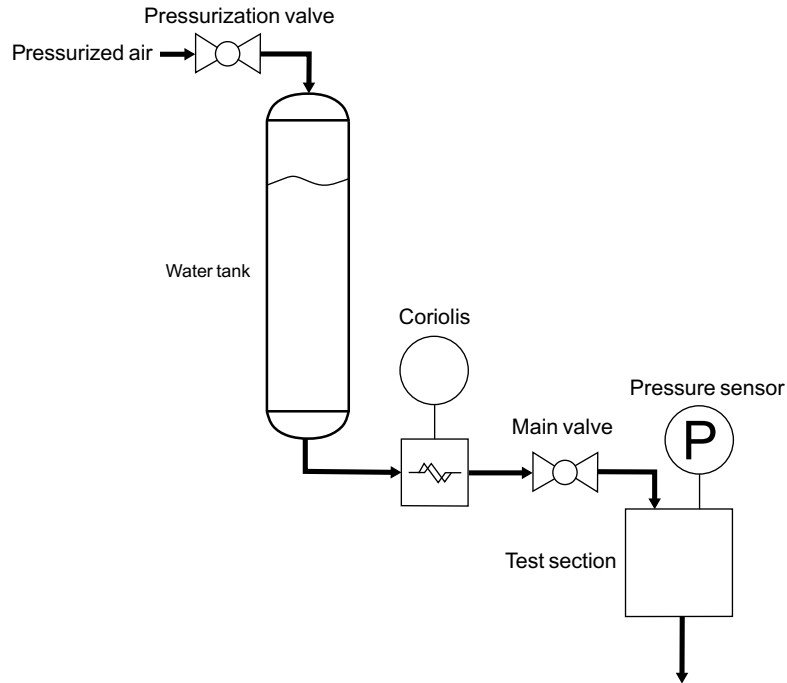 Pressurization valve
Pressurized air
Water tank
Coriolis
Pressure sensor
Main valve
P
Test section